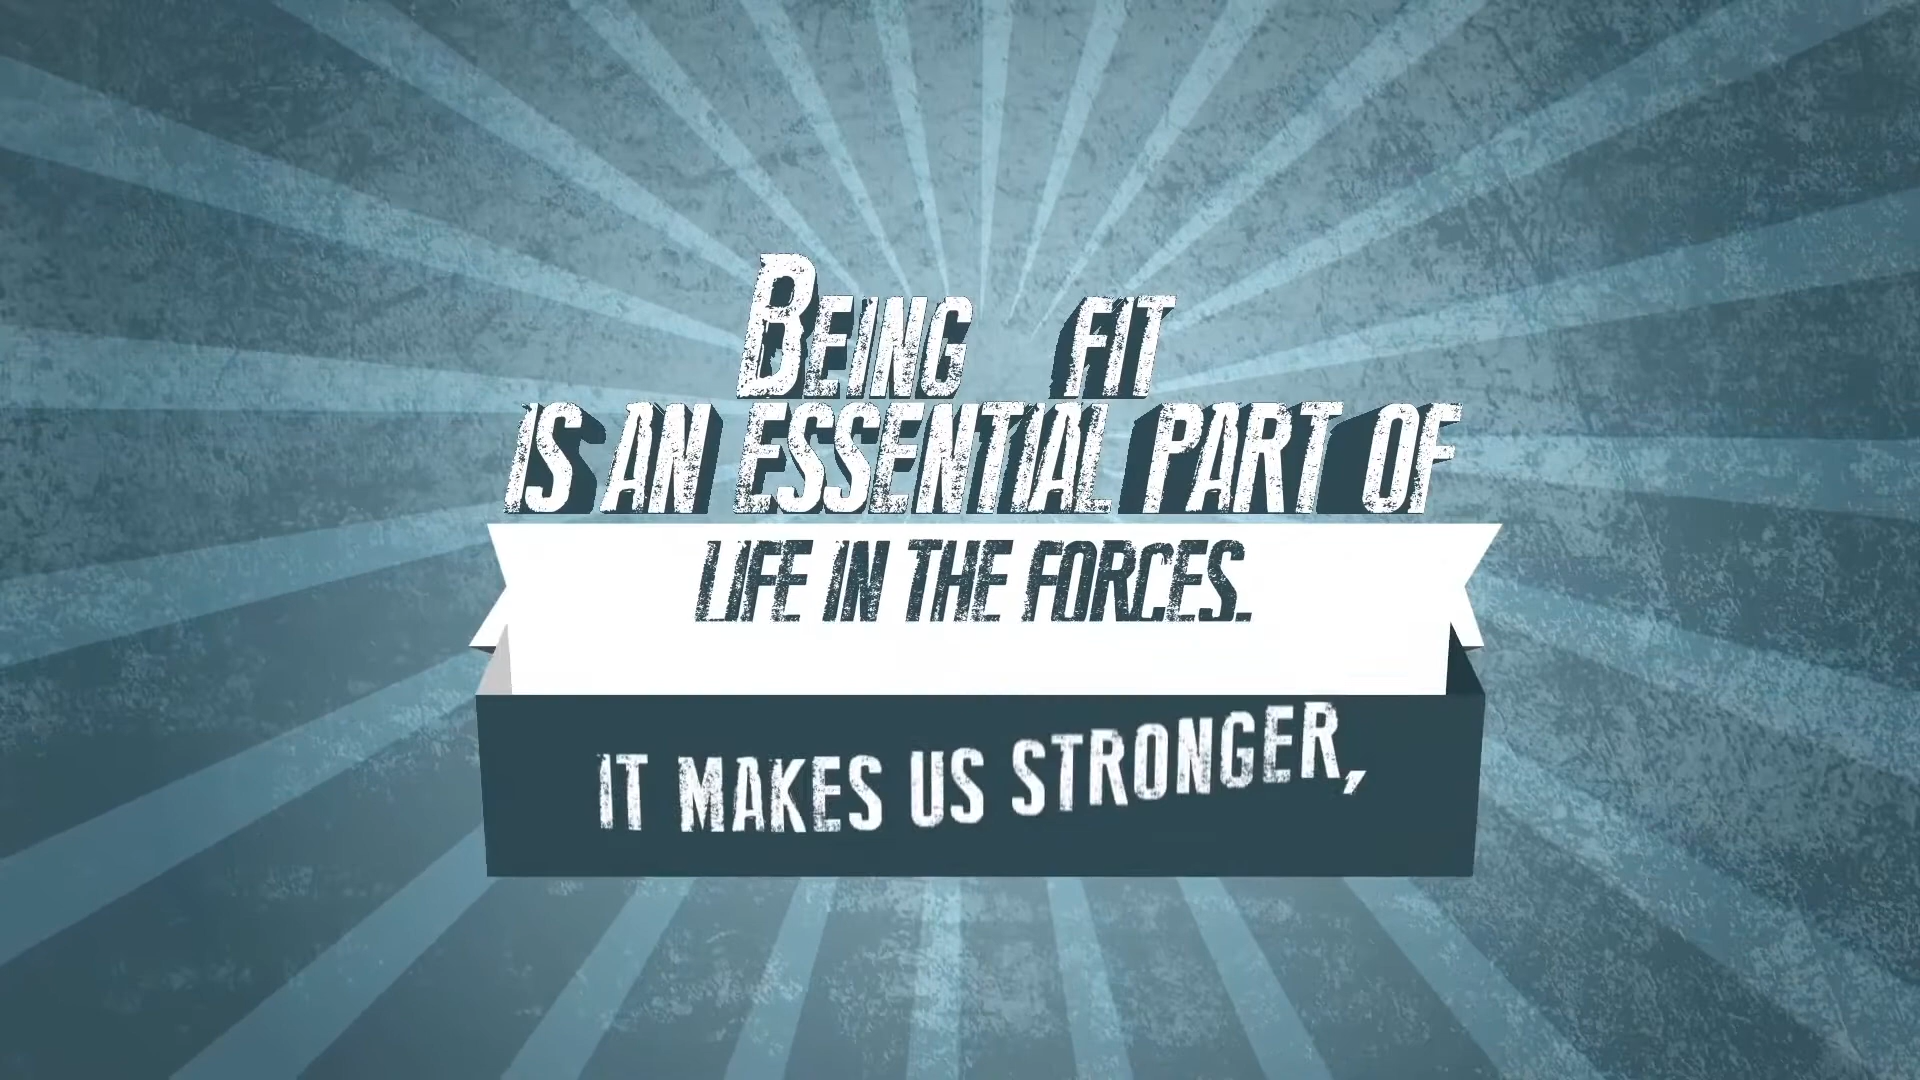 Being fit
is an essential part of
life in the forces.
it makes us stronger,